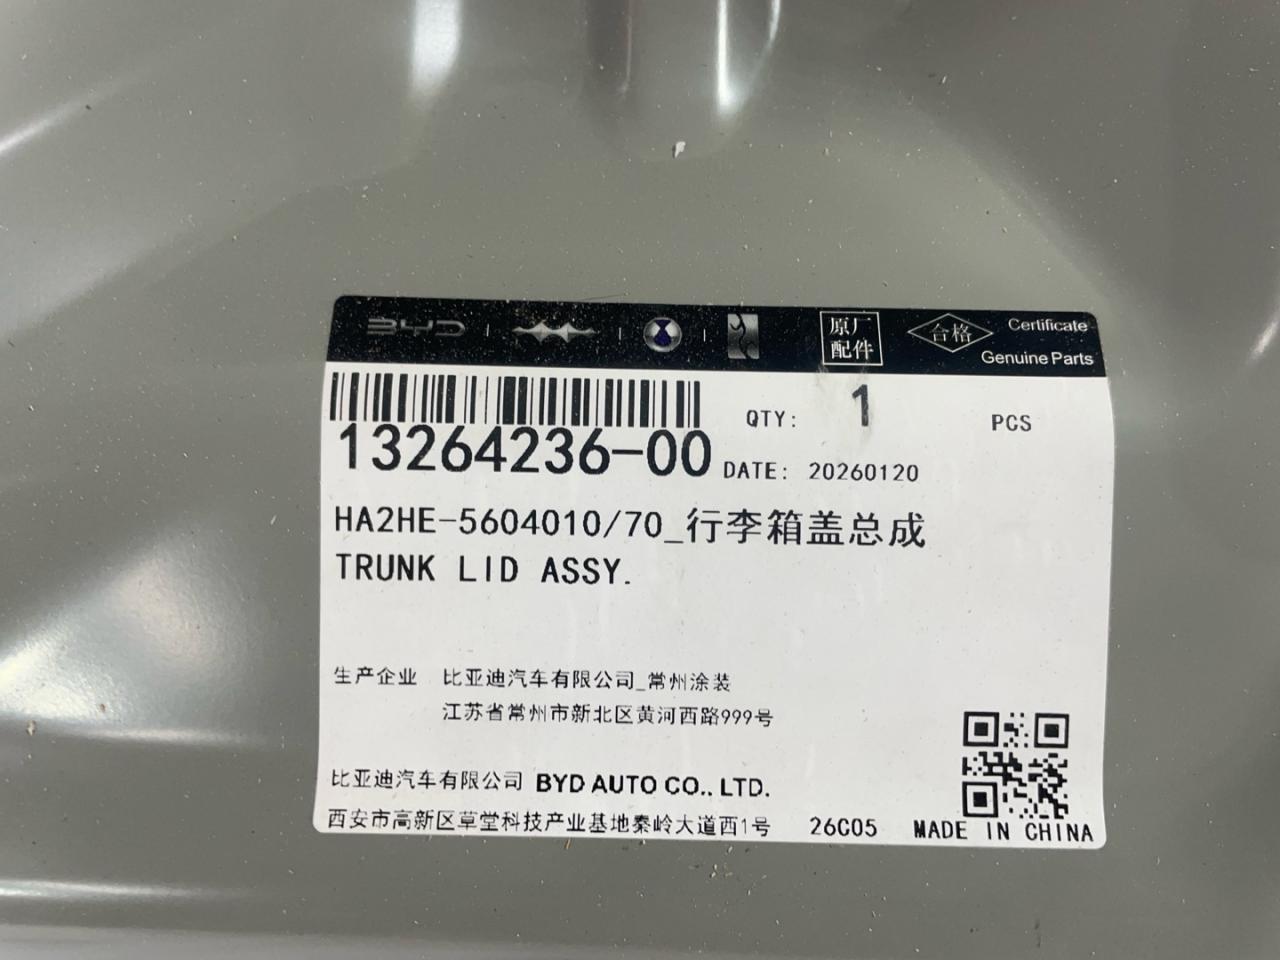 BYD
原厂
配件
合格
Certificate
Genuine Parts
13264236-00
QTY: 1 PCS
DATE: 20260120
HA2HE-5604010/70_行李箱盖总成
TRUNK LID ASSY.
生产企业 比亚迪汽车有限公司_常州涂装
江苏省常州市新北区黄河西路999号
比亚迪汽车有限公司 BYD AUTO CO., LTD.
西安市高新区草堂科技产业基地秦岭大道西1号 26C05 MADE IN CHINA